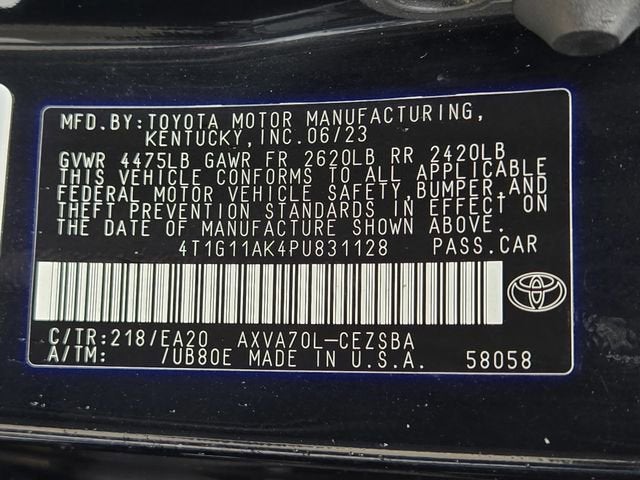 MFD.BY:TOYOTA MOTOR MANUFACTURING,
KENTUCKY,INC.06/23
GVWR 4475LB GAWR FR 2620LB RR 2420LB
THIS VEHICLE CONFORMS TO ALL APPLICABLE
FEDERAL MOTOR VEHICLE SAFETY,BUMPER,AND
THEFT PREVENTION STANDARDS IN EFFECT ON
THE DATE OF MANUFACTURE SHOWN ABOVE.
4T1G11AK4PU831128 PASS.CAR
C/TR:218/EA20 AXVA70L-CEZSBA
A/TM: /UB80E MADE IN U.S.A. 58058